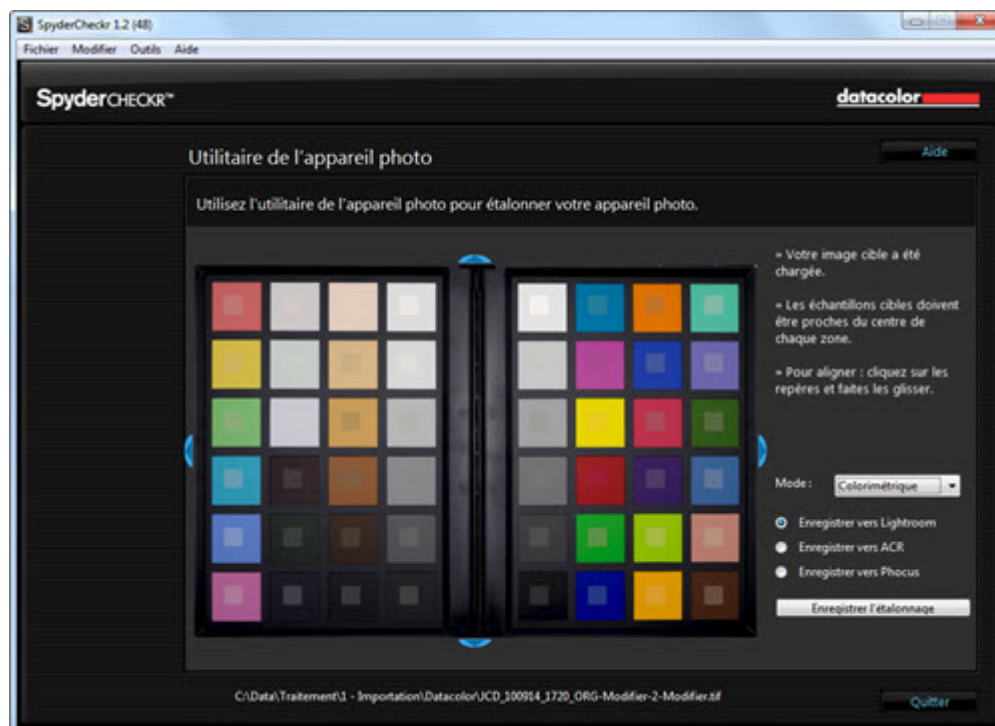 SpyderCheckr 1.2 (48)
Fichier Modifier Outils Aide
SpyderCHECKR™
datacolor
Utilitaire de l'appareil photo
Aide
Utilisez l'utilitaire de l'appareil photo pour étalonner votre appareil photo.
» Votre image cible a été
chargée.
» Les échantillons cibles doivent
être proches du centre de
chaque zone.
» Pour aligner : cliquez sur les
repères et faites les glisser.
Mode : Colorimétrique
Enregistrer vers Lightroom
Enregistrer vers ACR
Enregistrer vers Phocus
Enregistrer l'étalonnage
C:\Data\Traitement\1 - Importation\Datacolor\JCD_100914_1720_ORG-Modifier-2-Modifier.tif
Quitter